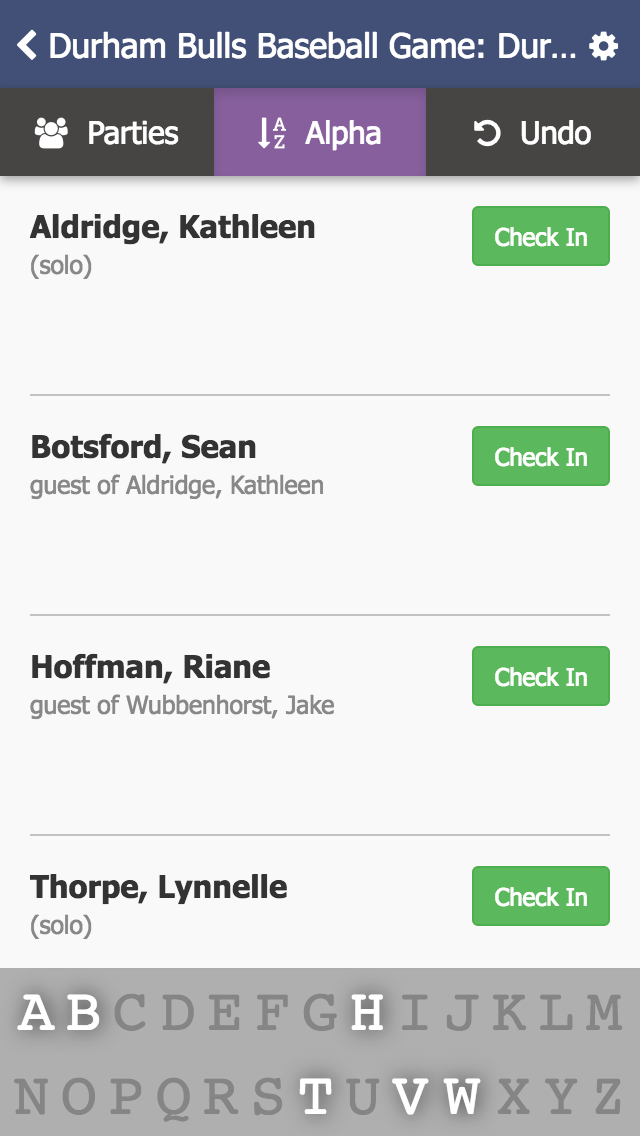 Durham Bulls Baseball Game: Dur...
Parties
Alpha
Undo
Aldridge, Kathleen
Check In
(solo)
Botsford, Sean
Check In
guest of Aldridge, Kathleen
Hoffman, Riane
Check In
guest of Wubbenhorst, Jake
Thorpe, Lynnelle
Check In
(solo)
A B C D E F G H I J K L M
N O P Q R S T U V W X Y Z